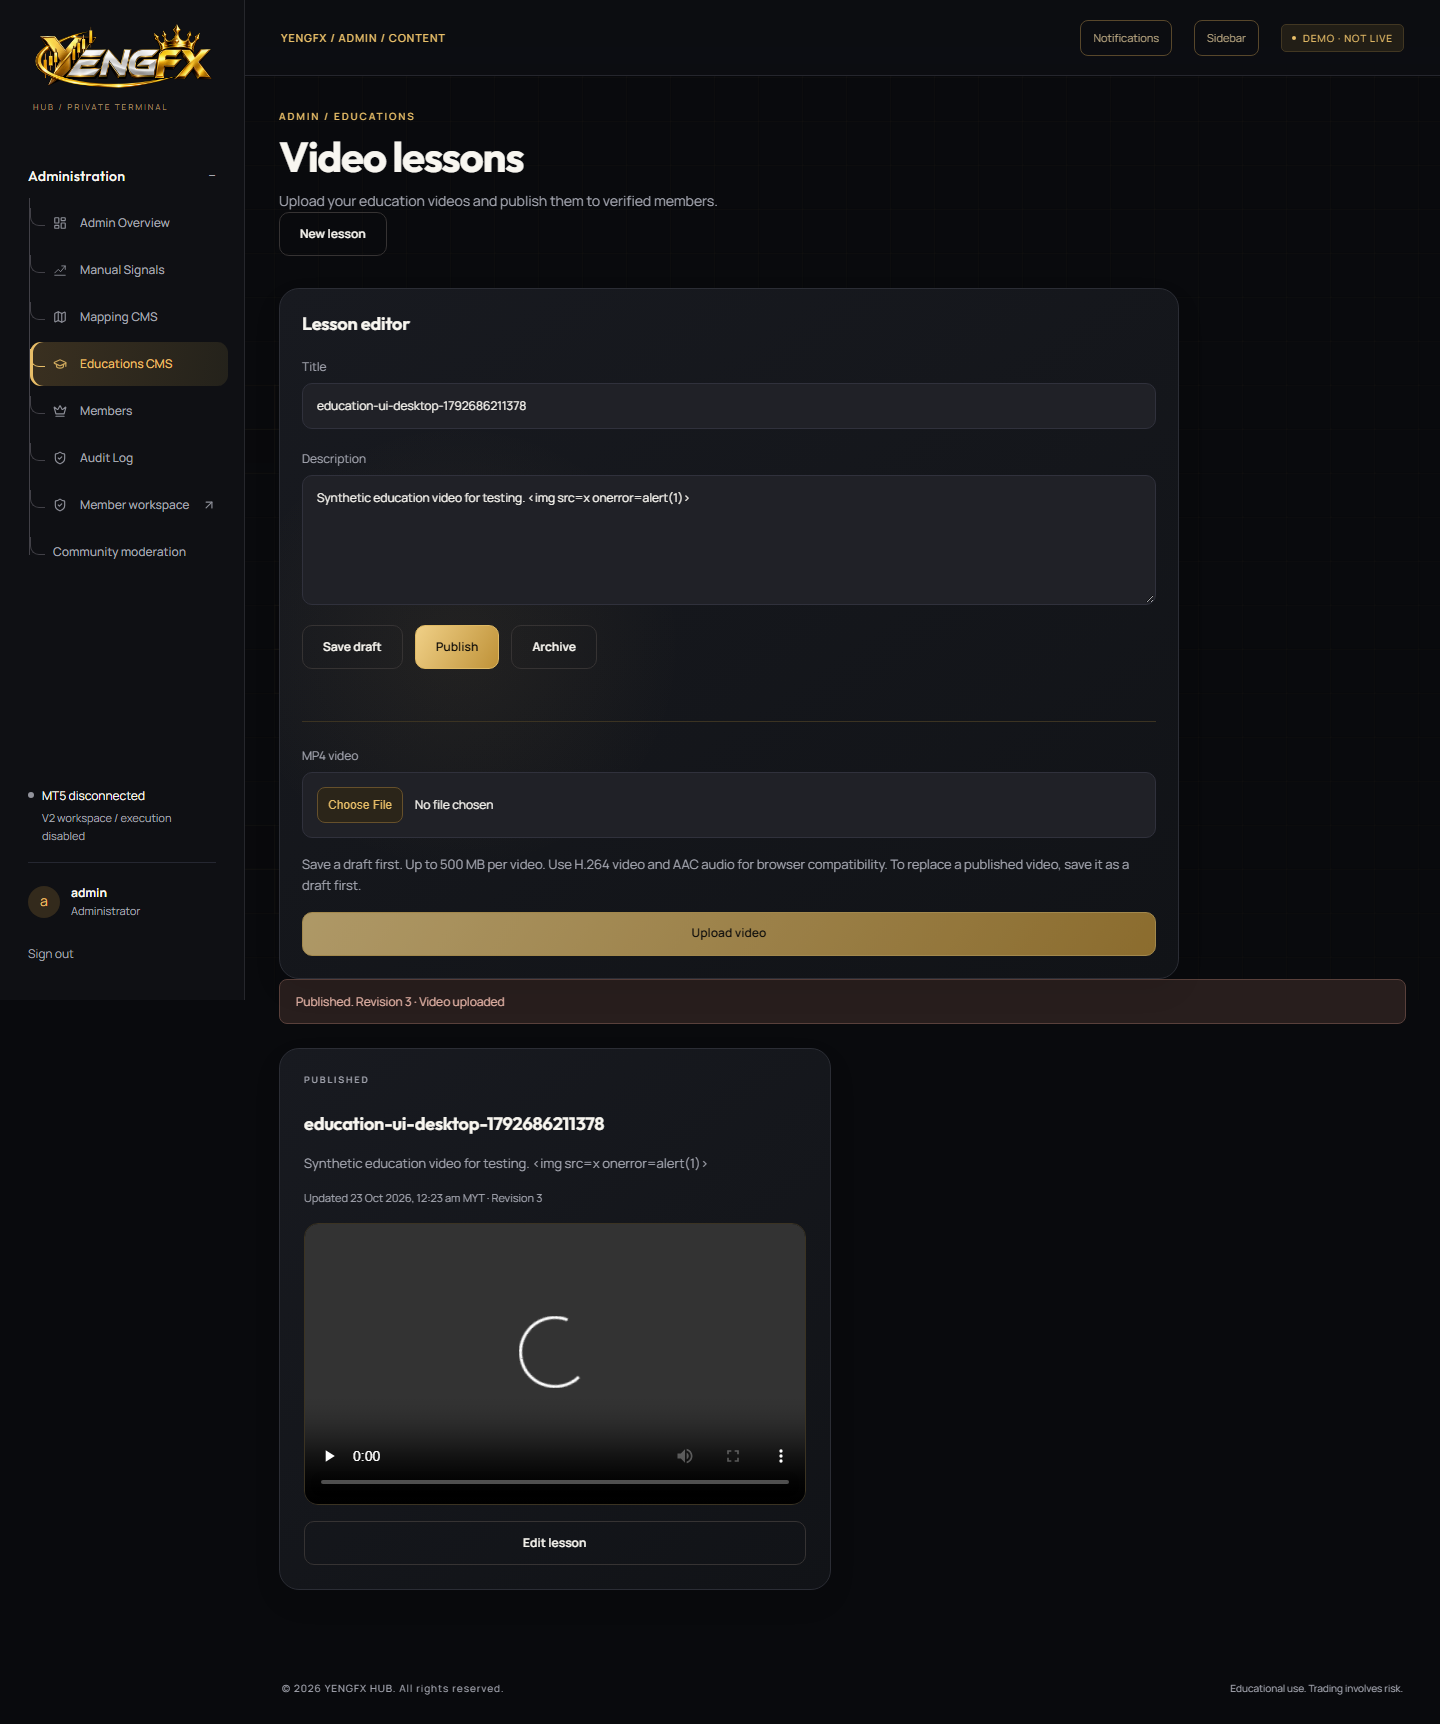 YENGFX
HUB / PRIVATE TERMINAL
Administration
Admin Overview
Manual Signals
Mapping CMS
Educations CMS
Members
Audit Log
Member workspace
Community moderation
MT5 disconnected
V2 workspace / execution
disabled
a
admin
Administrator
Sign out
YENGFX / ADMIN / CONTENT
Notifications
Sidebar
DEMO · NOT LIVE
ADMIN / EDUCATIONS
Video lessons
Upload your education videos and publish them to verified members.
New lesson
Lesson editor
Title
education-ui-desktop-1792686211378
Description
Synthetic education video for testing. <img src=x onerror=alert(1)>
Save draft
Publish
Archive
MP4 video
Choose File No file chosen
Save a draft first. Up to 500 MB per video. Use H.264 video and AAC audio for browser compatibility. To replace a published video, save it as a
draft first.
Upload video
Published. Revision 3 · Video uploaded
PUBLISHED
education-ui-desktop-1792686211378
Synthetic education video for testing. <img src=x onerror=alert(1)>
Updated 23 Oct 2026, 12:23 am MYT · Revision 3
0:00
Edit lesson
© 2026 YENGFX HUB. All rights reserved.
Educational use. Trading involves risk.